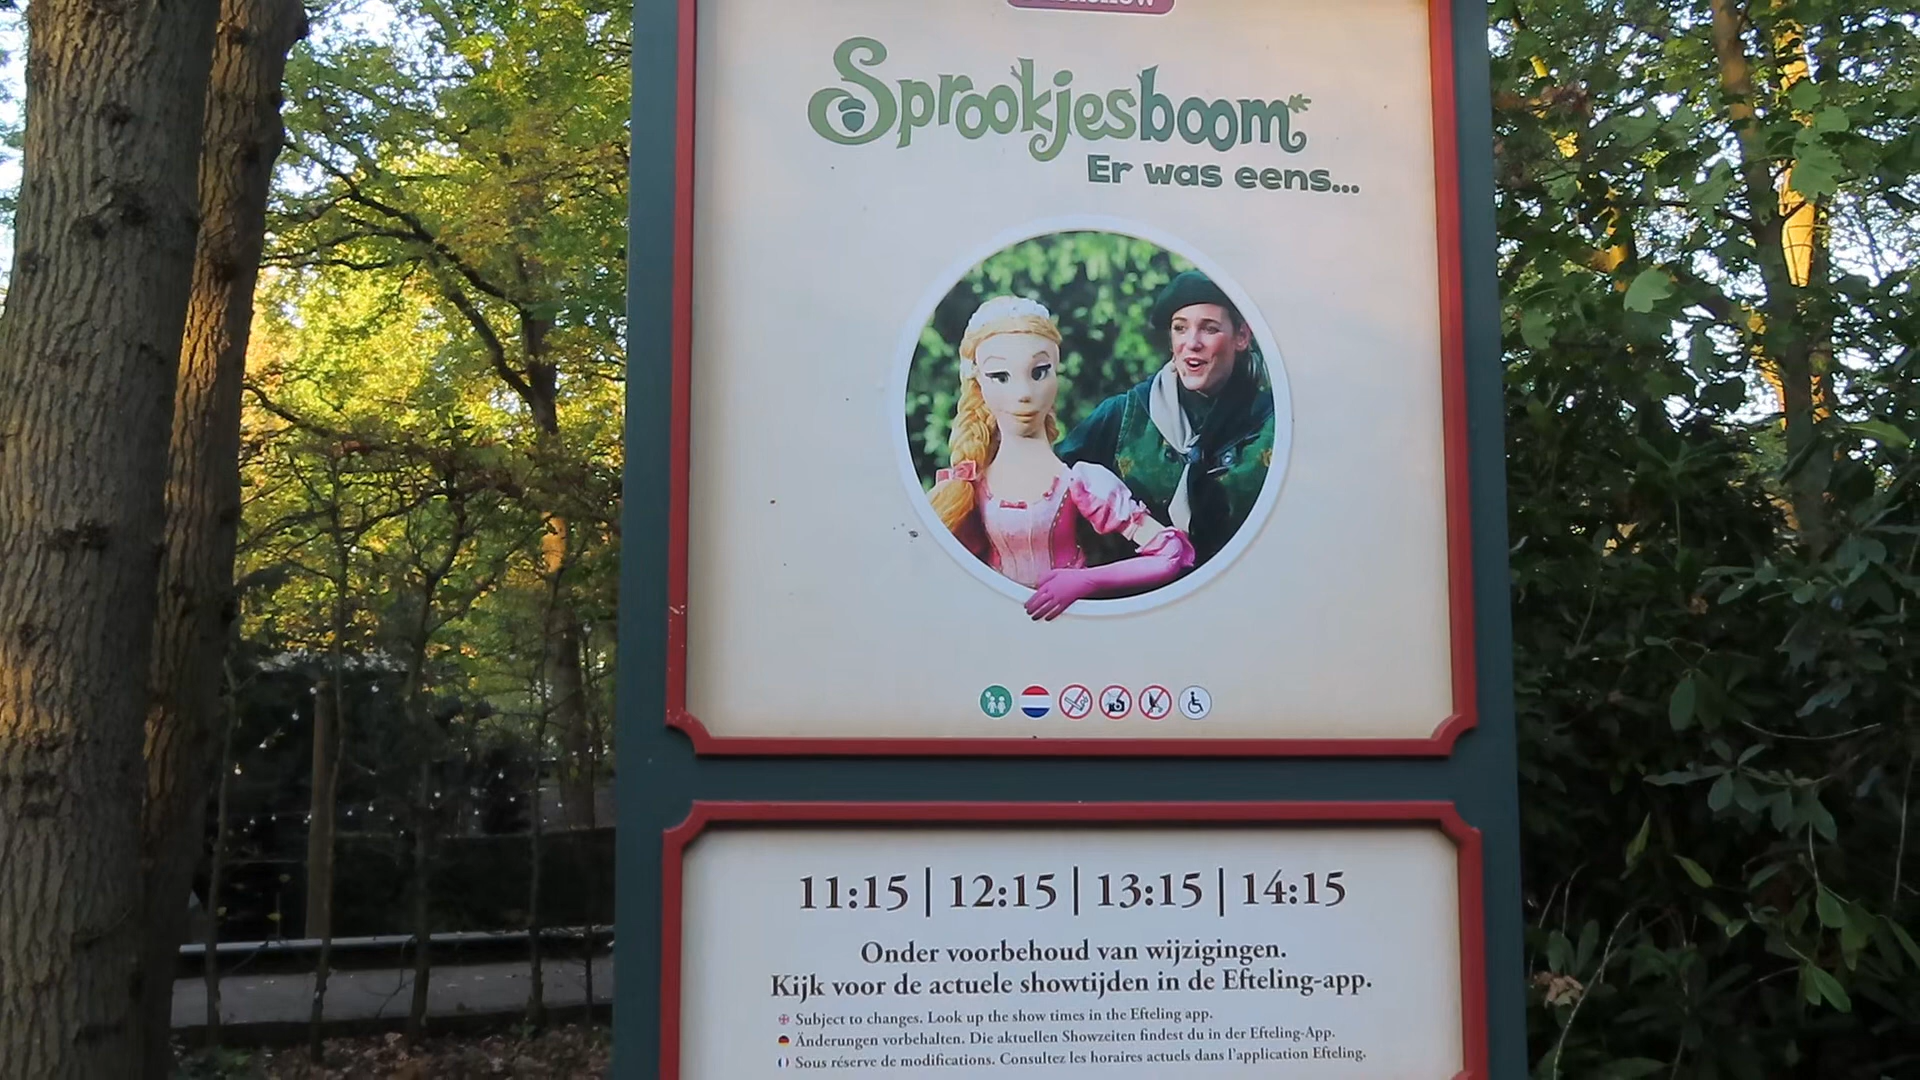 Sprookjesboom
Er was eens...
11:15 | 12:15 | 13:15 | 14:15
Onder voorbehoud van wijzigingen.
Kijk voor de actuele showtijden in de Efteling-app.
Subject to changes. Look up the show times in the Efteling app.
Änderungen vorbehalten. Die aktuellen Showzeiten findest du in der Efteling-App.
Sous réserve de modifications. Consultez les horaires actuels dans l'application Efteling.